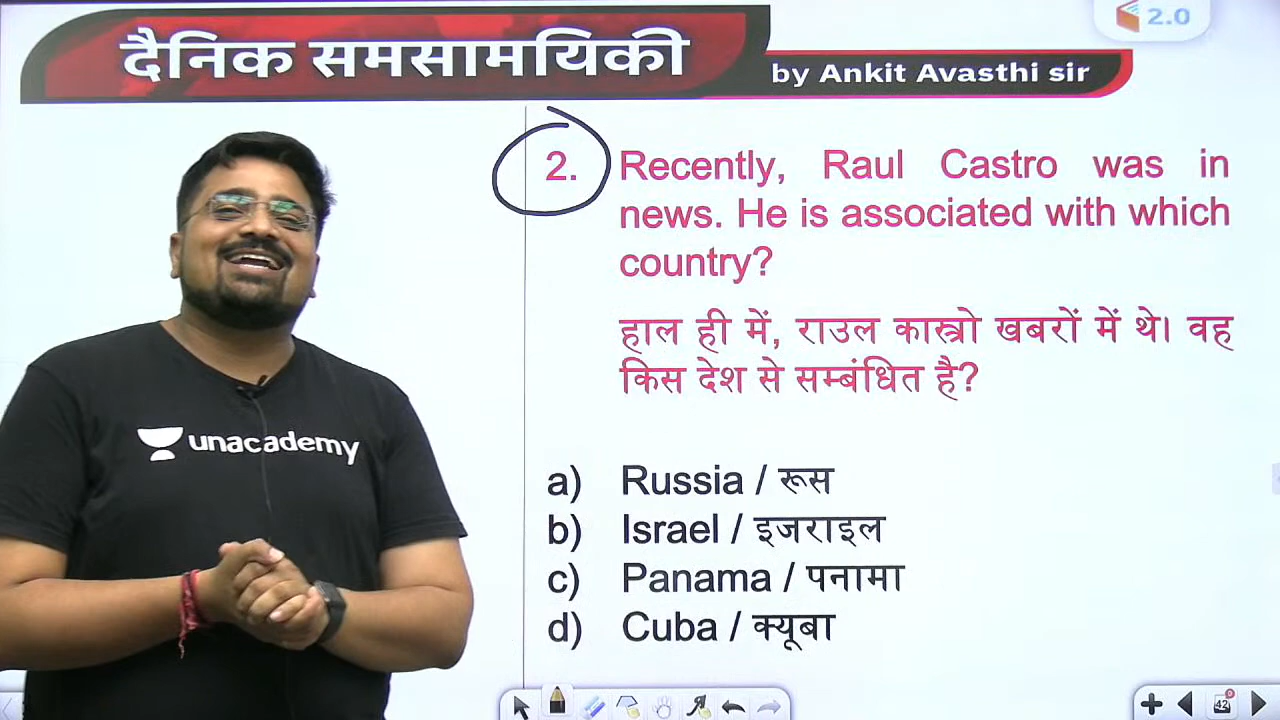 2.0
दैनिक समसामयिकी
by Ankit Avasthi sir
2. Recently, Raul Castro was in
news. He is associated with which
country?
हाल ही में, राउल कास्त्रो खबरों में थे। वह
किस देश से सम्बंधित है?
a) Russia / रूस
b) Israel / इजराइल
c) Panama / पनामा
d) Cuba / क्यूबा
unacademy
42